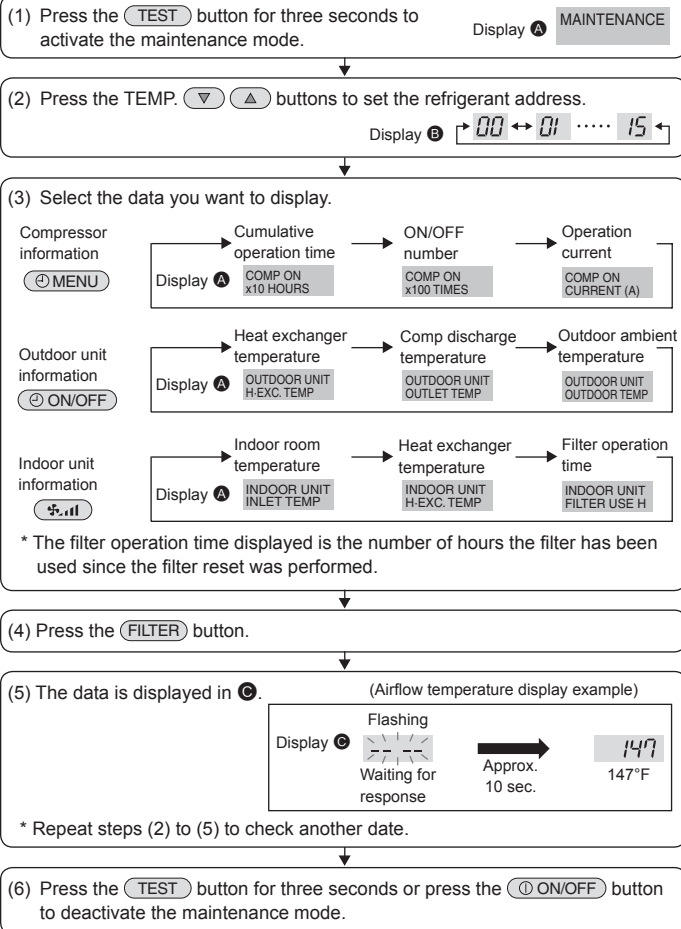 (1) Press the TEST button for three seconds to
activate the maintenance mode.
Display A MAINTENANCE
(2) Press the TEMP. ▽ △ buttons to set the refrigerant address.
Display B 00 ↔ 01 ····· 15
(3) Select the data you want to display.
Compressor
information
MENU
Cumulative
operation time
ON/OFF
number
Operation
current
Display A
COMP ON
x10 HOURS
COMP ON
x100 TIMES
COMP ON
CURRENT (A)
Outdoor unit
information
ON/OFF
Heat exchanger
temperature
Comp discharge
temperature
Outdoor ambient
temperature
Display A
OUTDOOR UNIT
H-EXC. TEMP
OUTDOOR UNIT
OUTLET TEMP
OUTDOOR UNIT
OUTDOOR TEMP
Indoor unit
information
Indoor room
temperature
Heat exchanger
temperature
Filter operation
time
Display A
INDOOR UNIT
INLET TEMP
INDOOR UNIT
H-EXC. TEMP
INDOOR UNIT
FILTER USE H
* The filter operation time displayed is the number of hours the filter has been
used since the filter reset was performed.
(4) Press the FILTER button.
(5) The data is displayed in C.
(Airflow temperature display example)
Display C
Flashing
-- --
Waiting for
response
Approx.
10 sec.
147
147°F
* Repeat steps (2) to (5) to check another date.
(6) Press the TEST button for three seconds or press the ON/OFF button
to deactivate the maintenance mode.